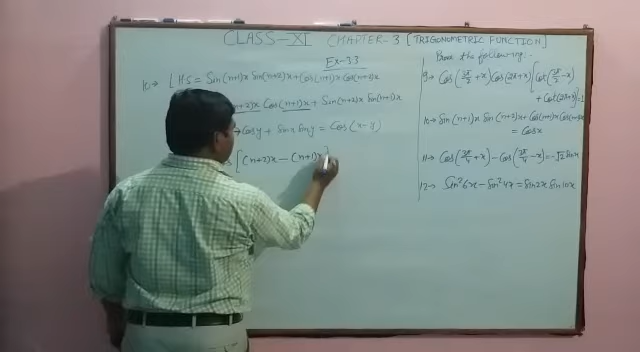 CLASS-XI CHAPTER-3 [TRIGONOMETRIC FUNCTION]
Ex-3.3
10→ LHS = Sin(n+1)x Sin(n+2)x + Cos(n+1)x Cos(n+2)x
n+2)x Cos(n+1)x + Sin(n+2)x Sin(n+1)x
Cosy + Sinx Siny = Cos(x-y)
[(n+2)x - (n+1)x]
Prove the following:-
9→ Cos(3π/2+x) Cos(2π+x) [Cot(3π/2-x)
+ Cot(2π+x)]=1
10→ Sin(n+1)x Sin(n+2)x + Cos(n+1)x Cos(n+2)x
= Cosx
11→ Cos(3π/4+x) - Cos(3π/4-x) = -√2 Sinx
12→ Sin²6x - Sin²4x = Sin2x Sin10x